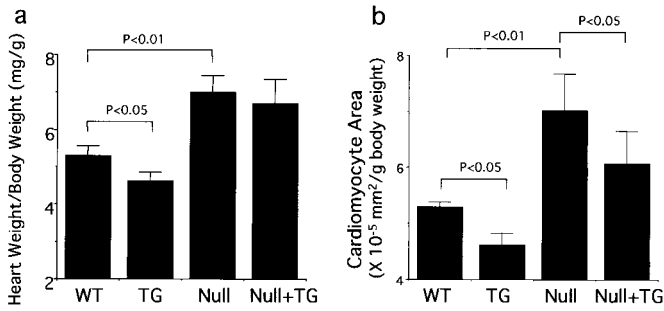 a
Heart Weight/Body Weight (mg/g)
8
6
4
2
P<0.01
P<0.05
WT TG Null Null+TG
b
Cardiomyocyte Area
(X 10-5 mm2/g body weight)
8
6
4
P<0.05
P<0.01
P<0.05
WT TG Null Null+TG